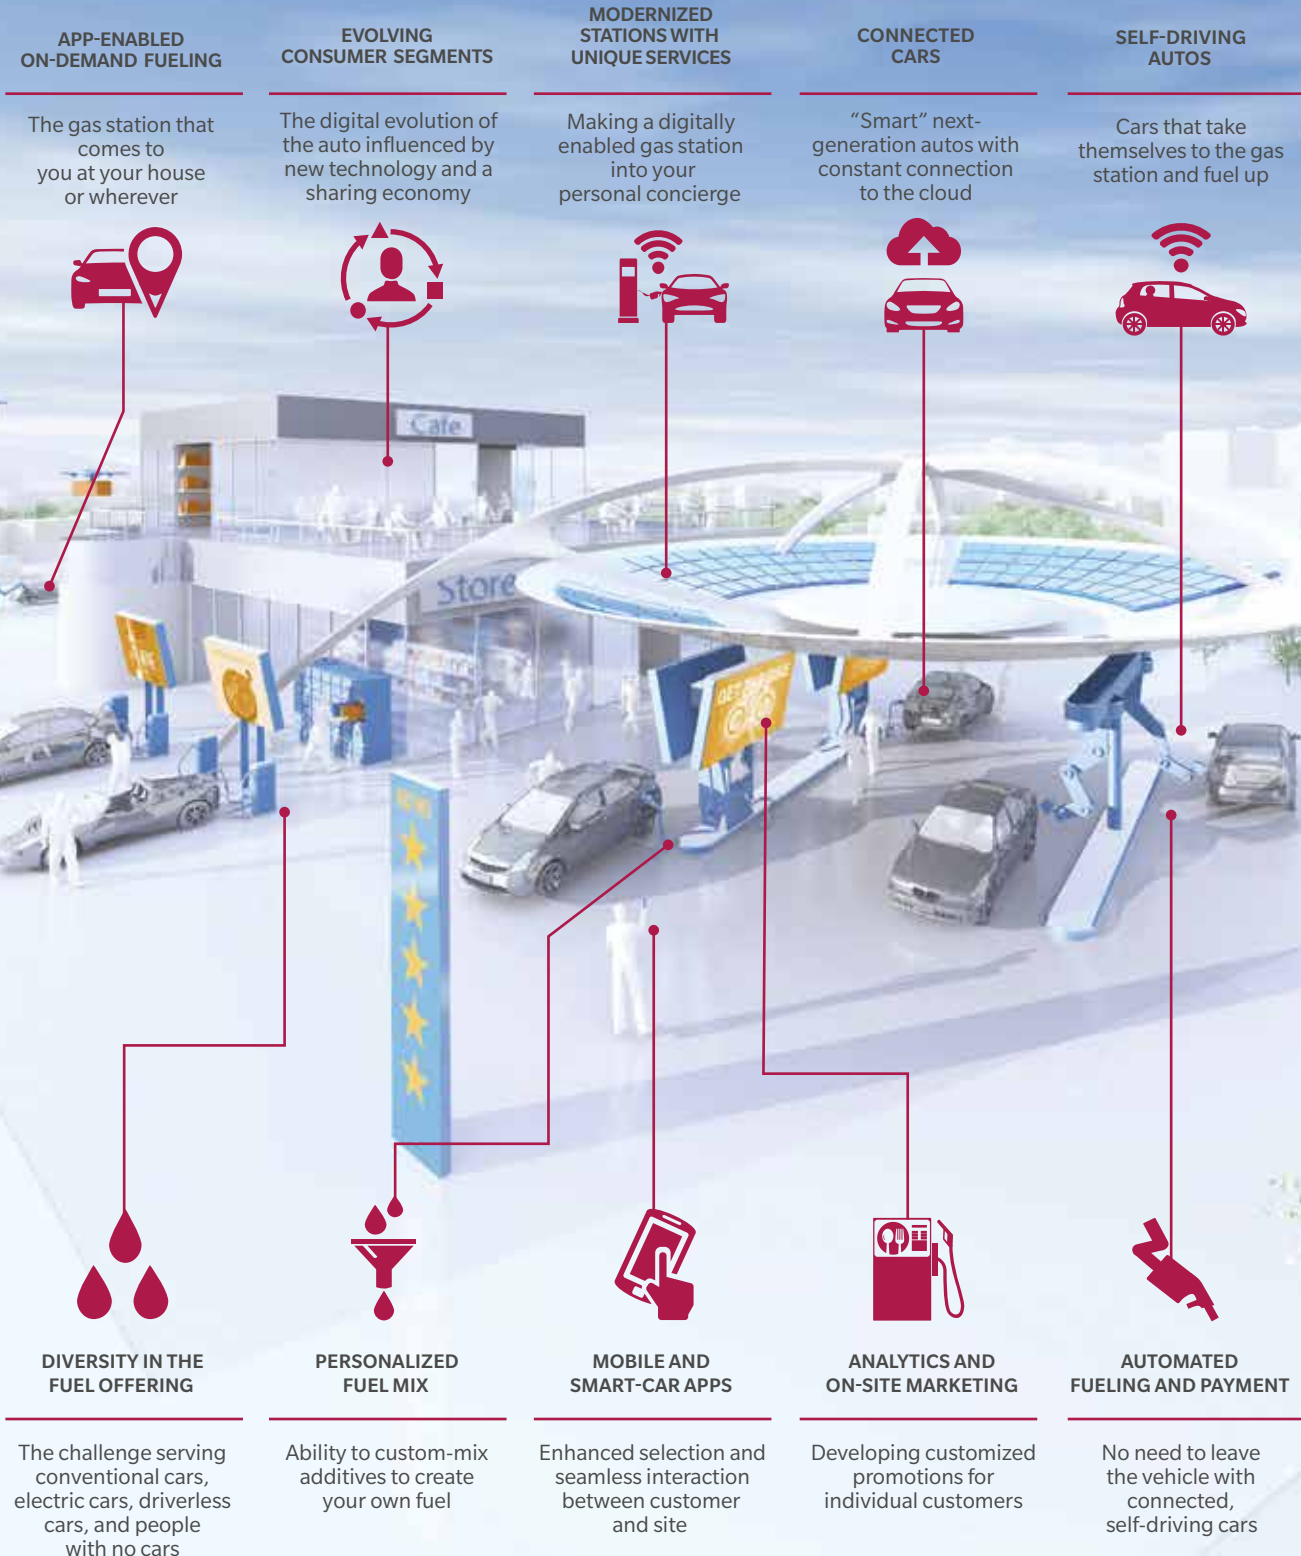 APP-ENABLED
ON-DEMAND FUELING
The gas station that
comes to
you at your house
or wherever
EVOLVING
CONSUMER SEGMENTS
The digital evolution of
the auto influenced by
new technology and a
sharing economy
MODERNIZED
STATIONS WITH
UNIQUE SERVICES
Making a digitally
enabled gas station
into your
personal concierge
CONNECTED
CARS
“Smart” next-
generation autos with
constant connection
to the cloud
SELF-DRIVING
AUTOS
Cars that take
themselves to the gas
station and fuel up
Cafe
Store
DIVERSITY IN THE
FUEL OFFERING
The challenge serving
conventional cars,
electric cars, driverless
cars, and people
with no cars
PERSONALIZED
FUEL MIX
Ability to custom-mix
additives to create
your own fuel
MOBILE AND
SMART-CAR APPS
Enhanced selection and
seamless interaction
between customer
and site
ANALYTICS AND
ON-SITE MARKETING
Developing customized
promotions for
individual customers
AUTOMATED
FUELING AND PAYMENT
No need to leave
the vehicle with
connected,
self-driving cars